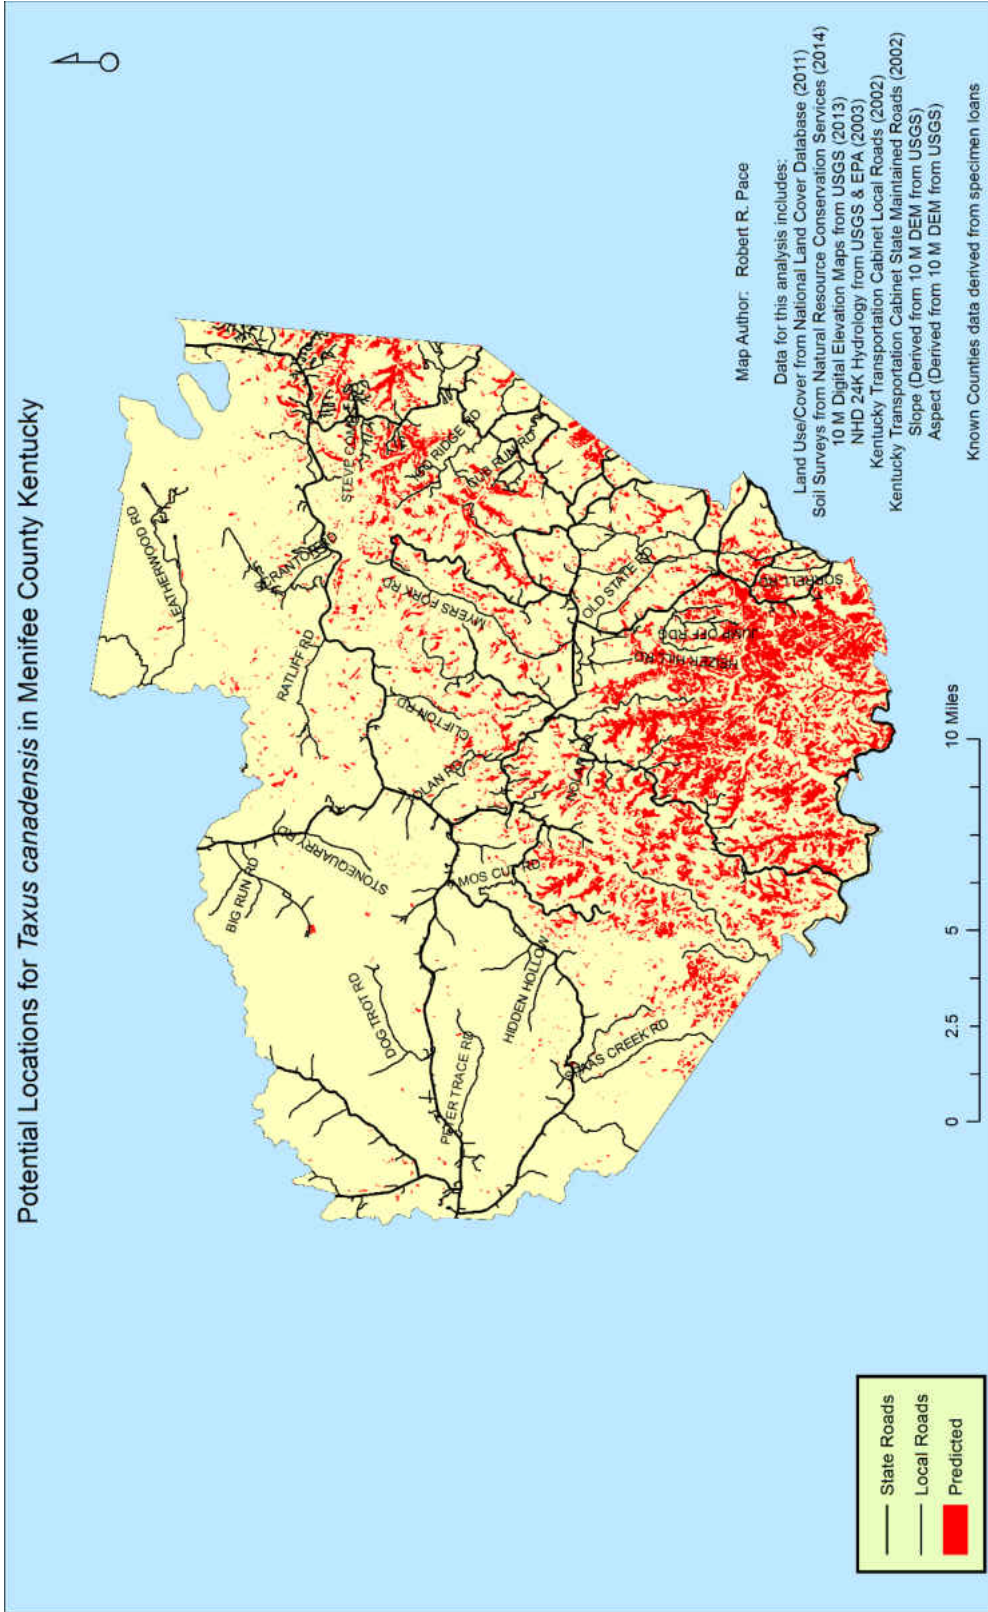 Potential Locations for Taxus canadensis in Menifee County Kentucky
LEATHERWOOD RD
RATLIFF RD
BIG RUN RD
STONEQUARRY RD
DOG TROT RD
CLIFTON RD
MYERS FORK RD
PETER TRACE RD
HIDDEN HOLLOW
OLD STATE RD
SPAAS CREEK RD
JUMP OFF RDG
SORRELL RD
Map Author: Robert R. Pace
Data for this analysis includes:
Land Use/Cover from National Land Cover Database (2011)
Soil Surveys from Natural Resource Conservation Services (2014)
10 M Digital Elevation Maps from USGS (2013)
NHD 24K Hydrology from USGS & EPA (2003)
Kentucky Transportation Cabinet Local Roads (2002)
Kentucky Transportation Cabinet State Maintained Roads (2002)
Slope (Derived from 10 M DEM from USGS)
Aspect (Derived from 10 M DEM from USGS)
Known Counties data derived from specimen loans
State Roads
Local Roads
Predicted
0 2.5 5 10 Miles